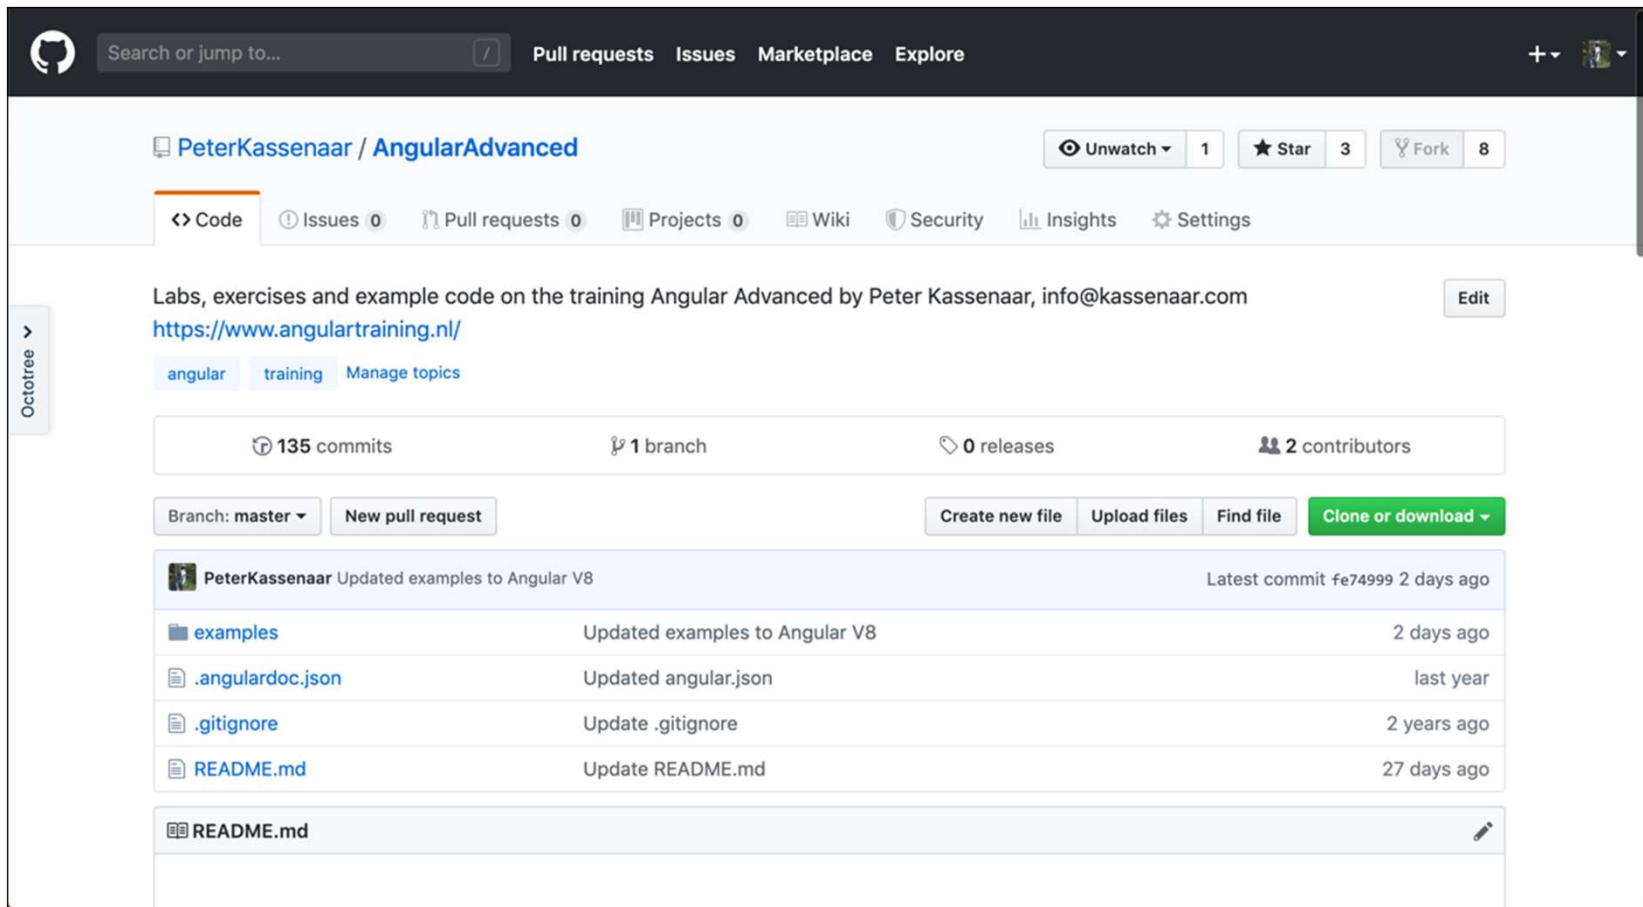 Search or jump to... /
Pull requests Issues Marketplace Explore
PeterKassenaar / AngularAdvanced
Unwatch 1 Star 3 Fork 8
Code Issues 0 Pull requests 0 Projects 0 Wiki Security Insights Settings
Labs, exercises and example code on the training Angular Advanced by Peter Kassenaar, info@kassenaar.com
Edit
https://www.angulartraining.nl/
Octotree
angular training Manage topics
135 commits 1 branch 0 releases 2 contributors
Branch: master New pull request Create new file Upload files Find file Clone or download
PeterKassenaar Updated examples to Angular V8 Latest commit fe74999 2 days ago
examples Updated examples to Angular V8 2 days ago
.angulardoc.json Updated angular.json last year
.gitignore Update .gitignore 2 years ago
README.md Update README.md 27 days ago
README.md